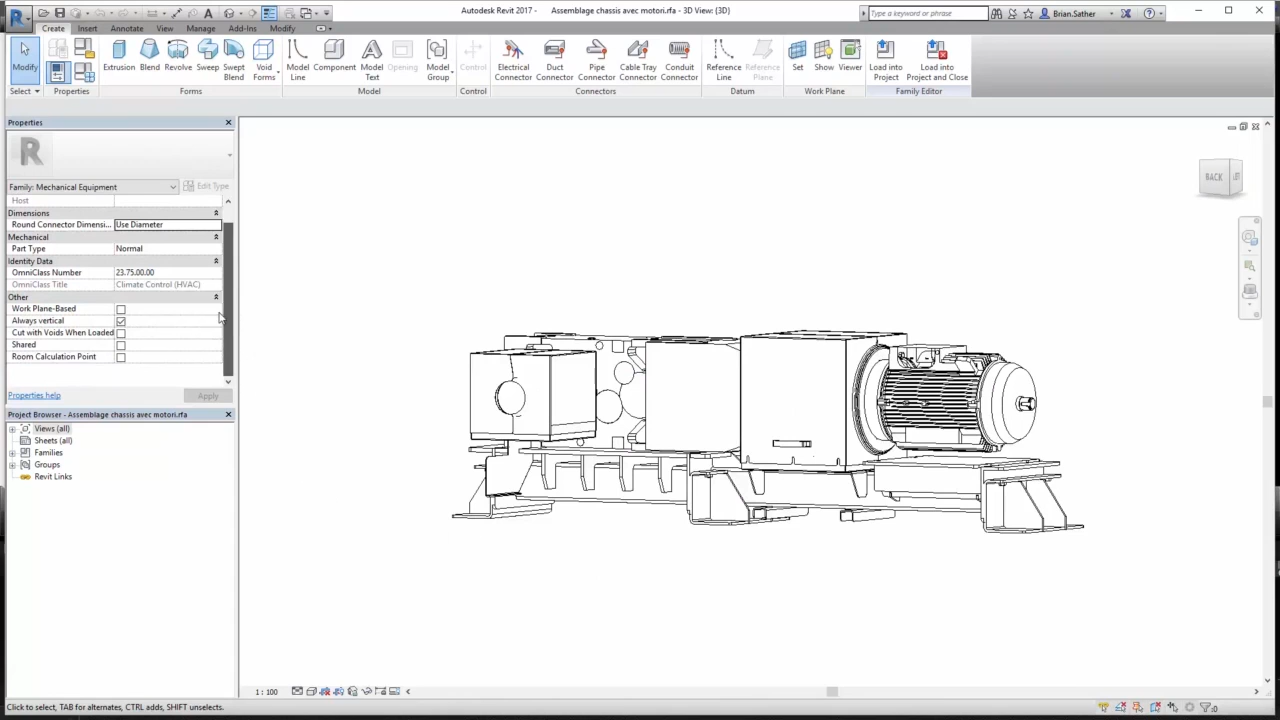 Autodesk Revit 2017 - Assemblage chassis avec motori.rfa - 3D View: {3D}
Type a keyword or phrase
Brian.Sather
Create Insert Annotate View Manage Add-Ins Modify
Modify
Extrusion Blend Revolve Sweep Swept Blend Void Forms
Model Line Component Model Text Opening Model Group
Control
Electrical Connector Duct Connector Pipe Connector Cable Tray Connector Conduit Connector
Reference Line Reference Plane
Set Show Viewer
Load into Project Load into Project and Close
Select Properties Forms Model Control Connectors Datum Work Plane Family Editor
Properties
R
Family: Mechanical Equipment Edit Type
Host
Dimensions
Round Connector Dimensi... Use Diameter
Mechanical
Part Type Normal
Identity Data
OmniClass Number 23.75.00.00
OmniClass Title Climate Control (HVAC)
Other
Work Plane-Based
Always vertical
Cut with Voids When Loaded
Shared
Room Calculation Point
Properties help Apply
Project Browser - Assemblage chassis avec motori.rfa
Views (all)
Sheets (all)
Families
Groups
Revit Links
BACK LEFT
1 : 100
Click to select, TAB for alternates, CTRL adds, SHIFT unselects.
:0